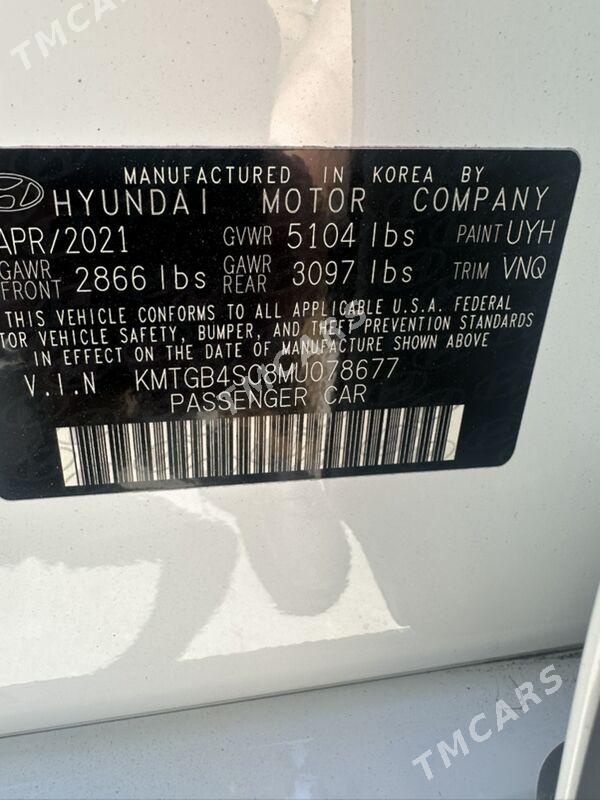 TMCARS
MANUFACTURED IN KOREA BY
HYUNDAI MOTOR COMPANY
APR/2021 GVWR 5104 lbs PAINT UYH
GAWR FRONT 2866 lbs GAWR REAR 3097 lbs TRIM VNQ
THIS VEHICLE CONFORMS TO ALL APPLICABLE U.S.A. FEDERAL
MOTOR VEHICLE SAFETY, BUMPER, AND THEFT PREVENTION STANDARDS
IN EFFECT ON THE DATE OF MANUFACTURE SHOWN ABOVE.
V.I.N KMTGB4SC8MU078677
PASSENGER CAR
TMCARS
TMCARS